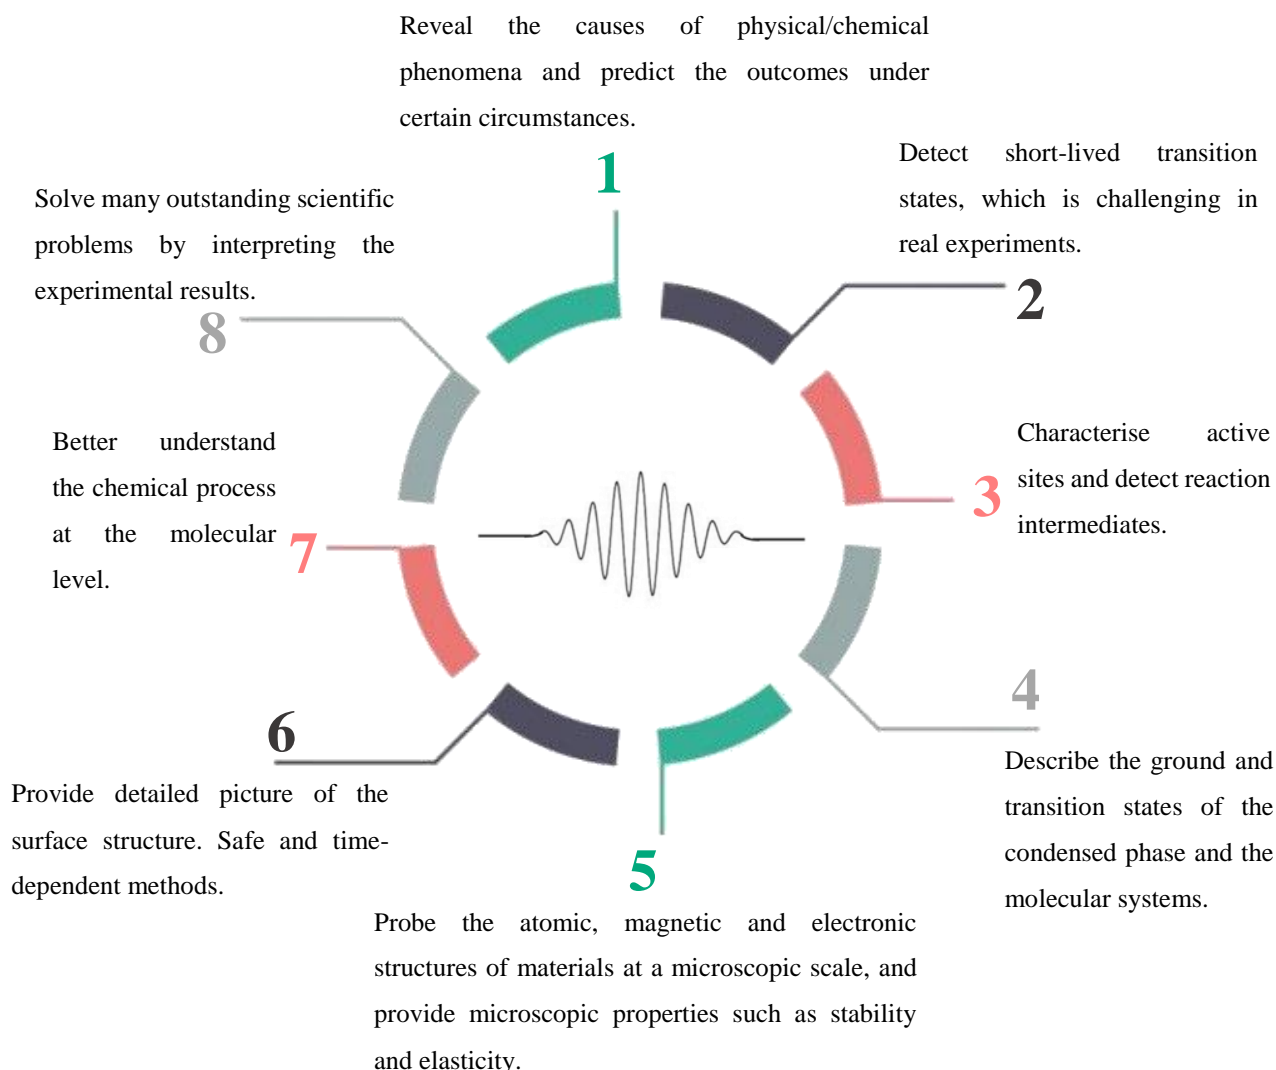 Reveal the causes of physical/chemical
phenomena and predict the outcomes under
certain circumstances.
1
Detect short-lived transition
states, which is challenging in
real experiments.
2
Characterise active
sites and detect reaction
intermediates.
3
4
Describe the ground and
transition states of the
condensed phase and the
molecular systems.
5
Probe the atomic, magnetic and electronic
structures of materials at a microscopic scale, and
provide microscopic properties such as stability
and elasticity.
6
Provide detailed picture of the
surface structure. Safe and time-
dependent methods.
Better understand
the chemical process
at the molecular
level.
7
Solve many outstanding scientific
problems by interpreting the
experimental results.
8